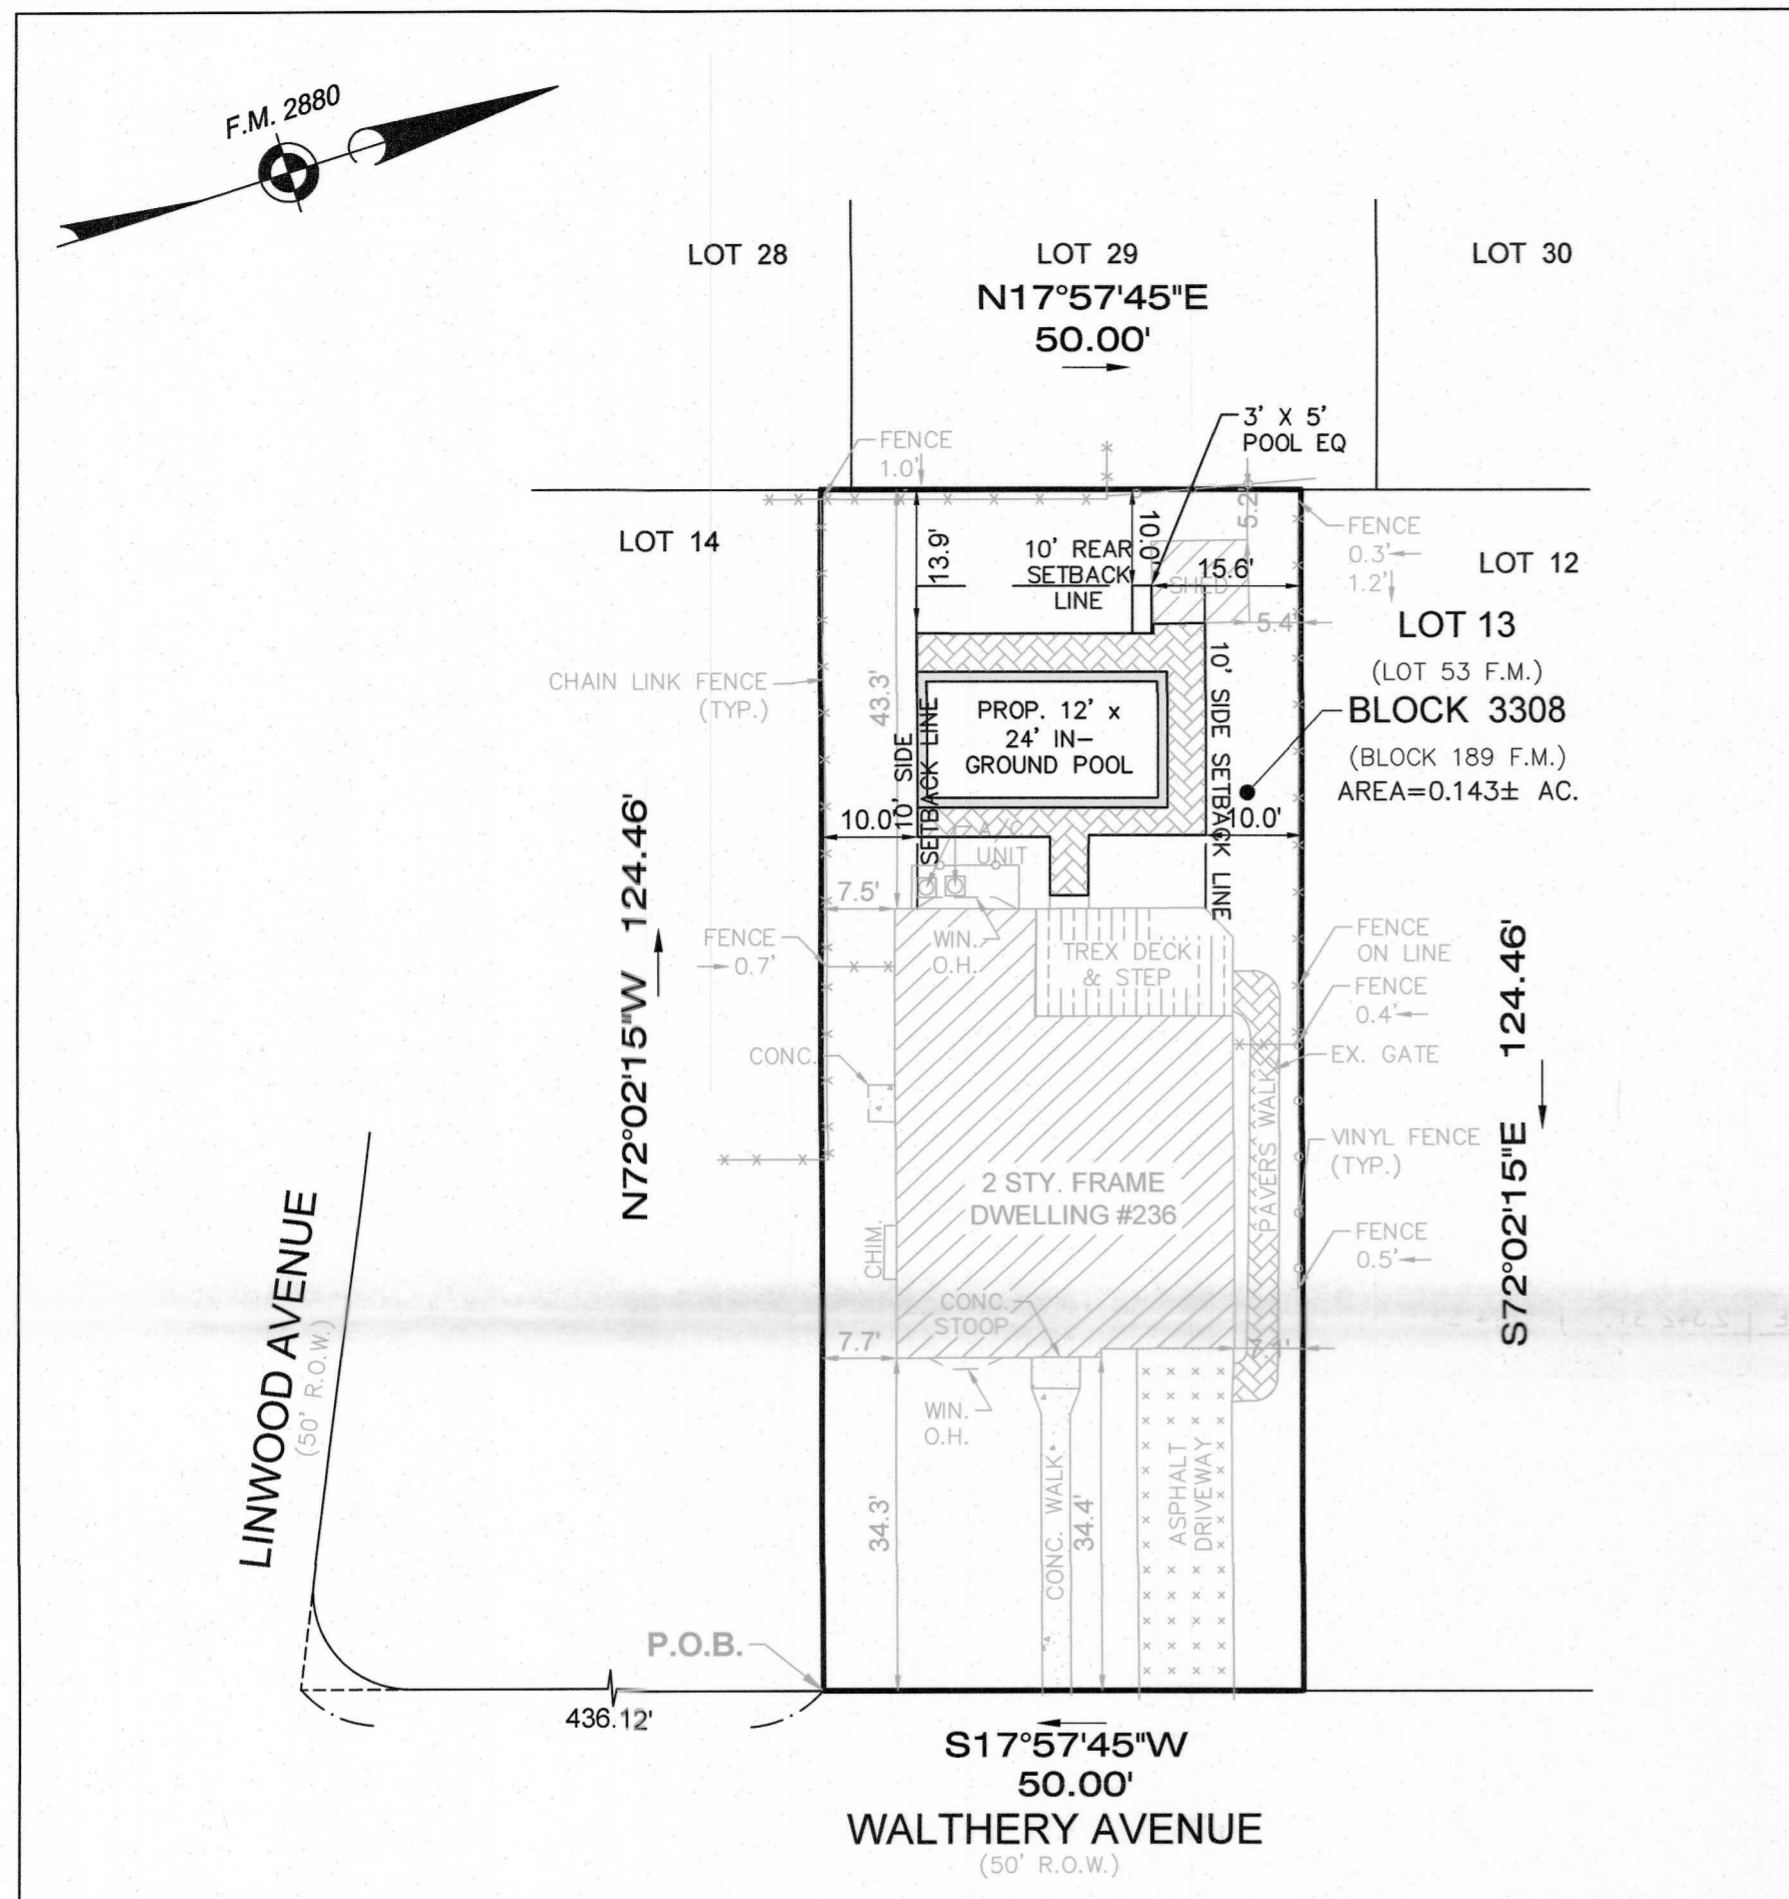 F.M. 2880
LOT 28
LOT 29
LOT 30
N17°57'45"E
50.00'
3' X 5'
POOL EQ
FENCE
1.0'
5.2'
FENCE
0.3'
1.2'
LOT 14
LOT 12
13.9'
10' REAR
SETBACK
LINE
10.0'
15.6'
SHED
5.4'
LOT 13
(LOT 53 F.M.)
BLOCK 3308
(BLOCK 189 F.M.)
AREA=0.143± AC.
CHAIN LINK FENCE
(TYP.)
43.3'
PROP. 12' x
24' IN-
GROUND POOL
10' SIDE
SETBACK LINE
10' SIDE SETBACK LINE
10.0'
10.0'
A/C
UNIT
7.5'
FENCE
0.7'
WIN.
O.H.
TREX DECK
& STEP
FENCE
ON LINE
FENCE
0.4'
EX. GATE
N72°02'15"W 124.46'
S72°02'15"E 124.46'
CONC.
PAVERS WALK
VINYL FENCE
(TYP.)
2 STY. FRAME
DWELLING #236
CHIM.
FENCE
0.5'
CONC.
STOOP
7.7'
LINWOOD AVENUE
(50' R.O.W.)
WIN.
O.H.
34.3'
CONC. WALK
34.4'
ASPHALT
DRIVEWAY
P.O.B.
436.12'
S17°57'45"W
50.00'
WALTHERY AVENUE
(50' R.O.W.)